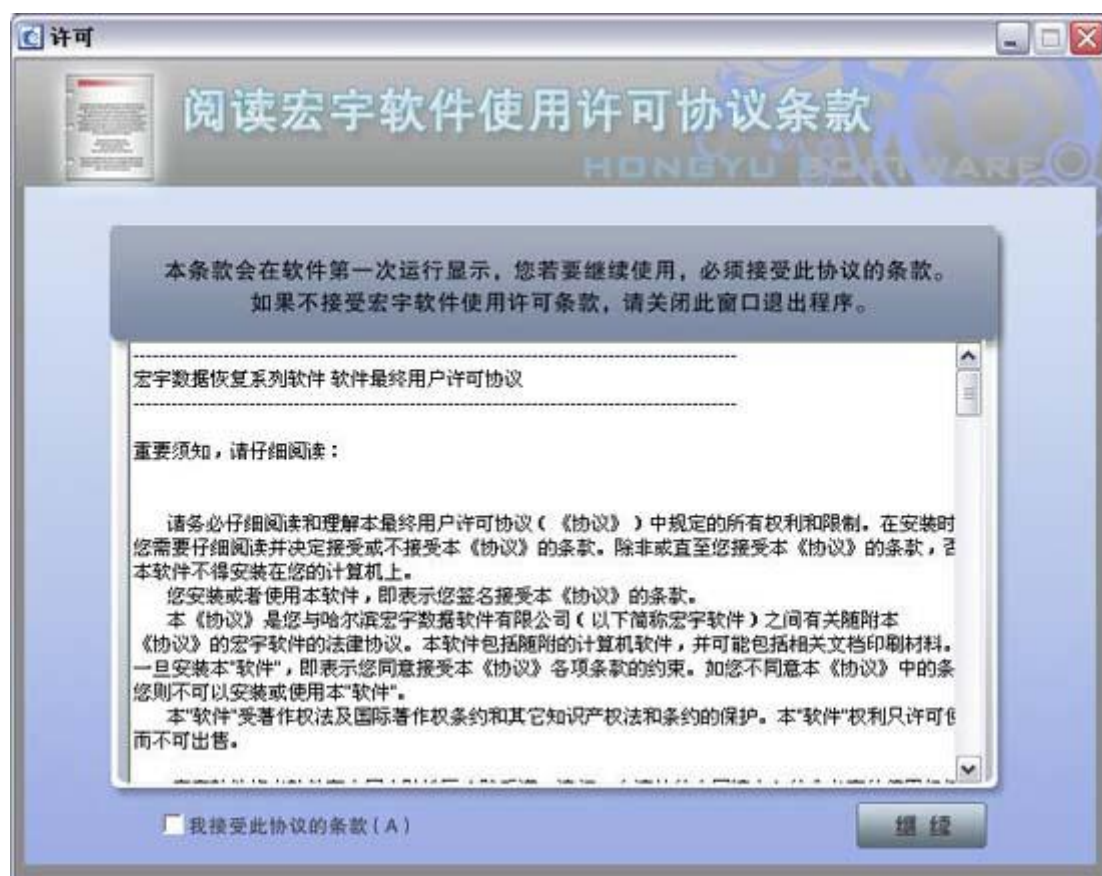 许可
阅读宏宇软件使用许可协议条款
HONGYU SOFTWARE
本条款会在软件第一次运行显示，您若要继续使用，必须接受此协议的条款。
如果不接受宏宇软件使用许可条款，请关闭此窗口退出程序。
宏宇数据恢复系列软件 软件最终用户许可协议
重要须知，请仔细阅读：
请务必仔细阅读和理解本最终用户许可协议（《协议》）中规定的所有权利和限制。在安装时
您需要仔细阅读并决定接受或不接受本《协议》的条款。除非或直至您接受本《协议》的条款，否
本软件不得安装在您的计算机上。
您安装或者使用本软件，即表示您签名接受本《协议》的条款。
本《协议》是您与哈尔滨宏宇数据软件有限公司（以下简称宏宇软件）之间有关随附本
《协议》的宏宇软件的法律协议。本软件包括随附的计算机软件，并可能包括相关文档印刷材料。
一旦安装本"软件"，即表示您同意接受本《协议》各项条款的约束。如您不同意本《协议》中的条
您则不可以安装或使用本"软件"。
本"软件"受著作权法及国际著作权条约和其它知识产权法和条约的保护。本"软件"权利只许可使
而不可出售。
我接受此协议的条款(A)
继续